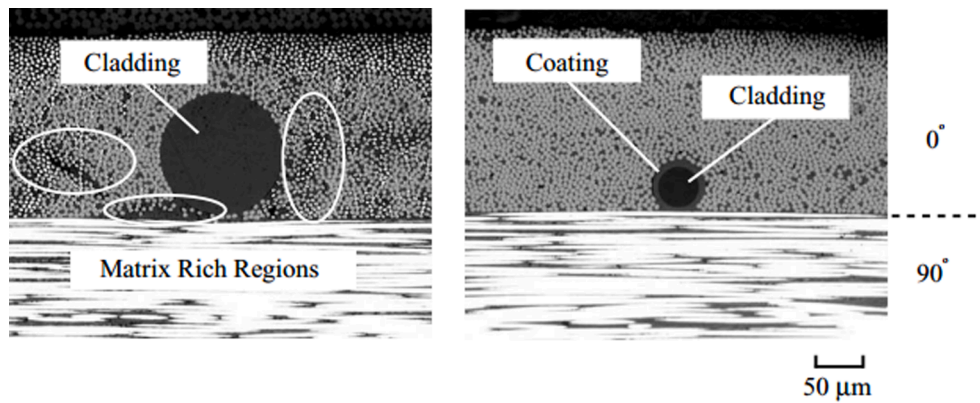 Cladding
Matrix Rich Regions
Coating
Cladding
0°
90°
50 μm